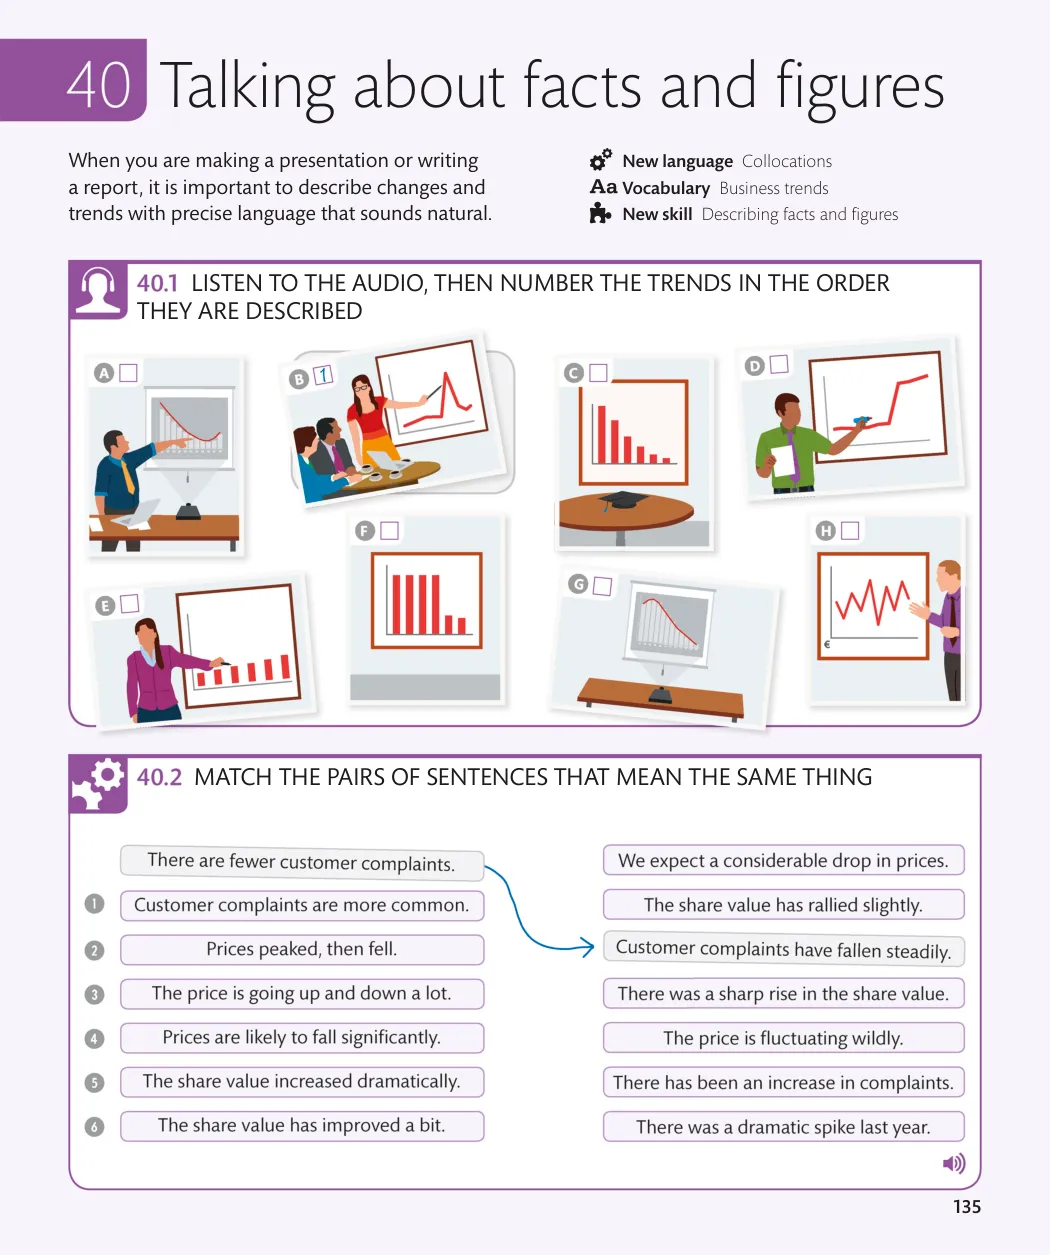 40 Talking about facts and figures
When you are making a presentation or writing
a report, it is important to describe changes and
trends with precise language that sounds natural.
New language Collocations
Aa Vocabulary Business trends
New skill Describing facts and figures
40.1 LISTEN TO THE AUDIO, THEN NUMBER THE TRENDS IN THE ORDER
THEY ARE DESCRIBED
A
B 1
C
D
E
F
G
H
€
40.2 MATCH THE PAIRS OF SENTENCES THAT MEAN THE SAME THING
There are fewer customer complaints.
1 Customer complaints are more common.
2 Prices peaked, then fell.
3 The price is going up and down a lot.
4 Prices are likely to fall significantly.
5 The share value increased dramatically.
6 The share value has improved a bit.
We expect a considerable drop in prices.
The share value has rallied slightly.
Customer complaints have fallen steadily.
There was a sharp rise in the share value.
The price is fluctuating wildly.
There has been an increase in complaints.
There was a dramatic spike last year.
135